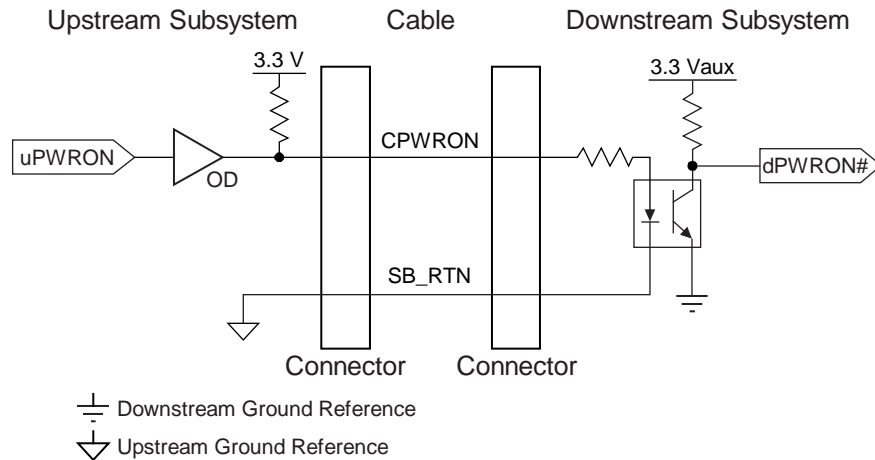 Upstream Subsystem
Cable
Downstream Subsystem
3.3 V
3.3 Vaux
uPWRON
OD
CPWRON
dPWRON#
SB_RTN
Connector
Connector
Downstream Ground Reference
Upstream Ground Reference